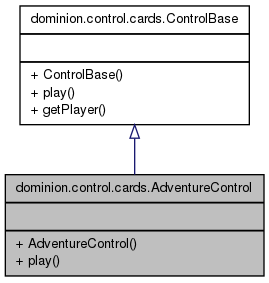 dominion.control.cards.ControlBase
+ ControlBase()
+ play()
+ getPlayer()
dominion.control.cards.AdventureControl
+ AdventureControl()
+ play()